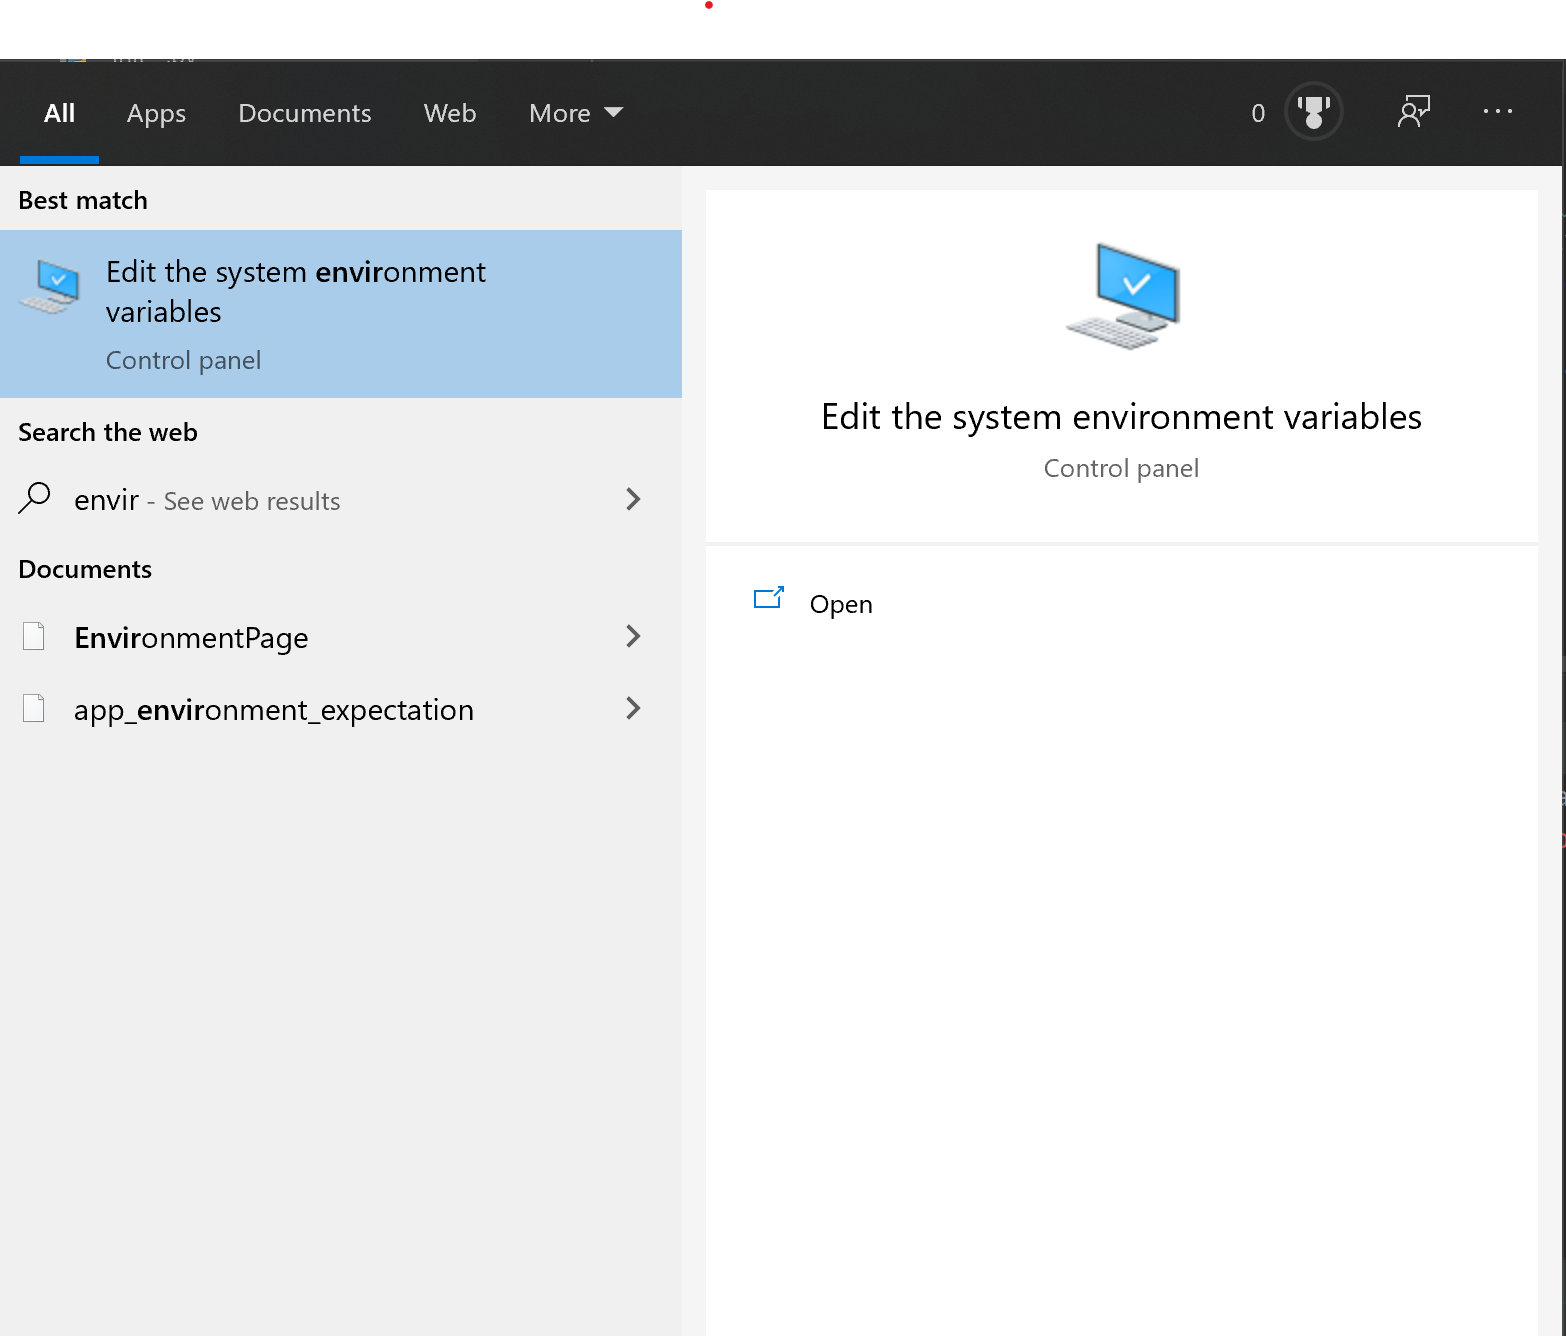 All Apps Documents Web More 0
Best match
Edit the system environment
variables
Control panel
Search the web
envir - See web results
Documents
EnvironmentPage
app_environment_expectation
Edit the system environment variables
Control panel
Open